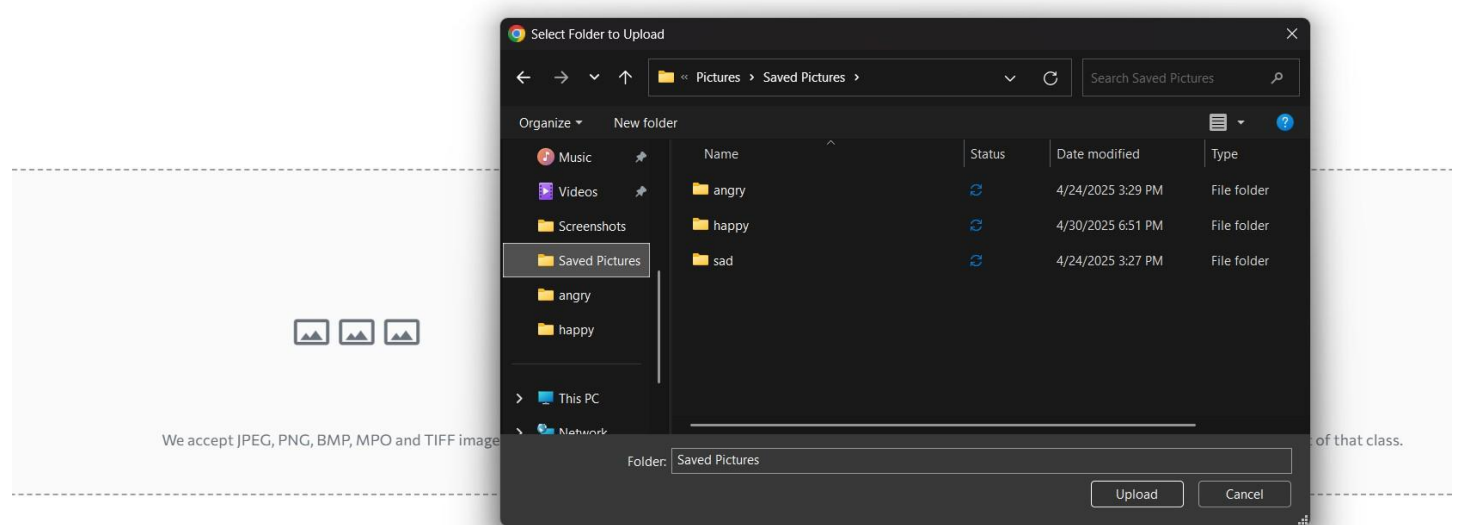 Select Folder to Upload
« Pictures > Saved Pictures >
Search Saved Pictures
Organize
New folder
Name
Status
Date modified
Type
Music
Videos
Screenshots
Saved Pictures
angry
happy
angry
4/24/2025 3:29 PM
File folder
happy
4/30/2025 6:51 PM
File folder
sad
4/24/2025 3:27 PM
File folder
This PC
Network
We accept JPEG, PNG, BMP, MPO and TIFF image
of that class.
Folder:
Saved Pictures
Upload
Cancel